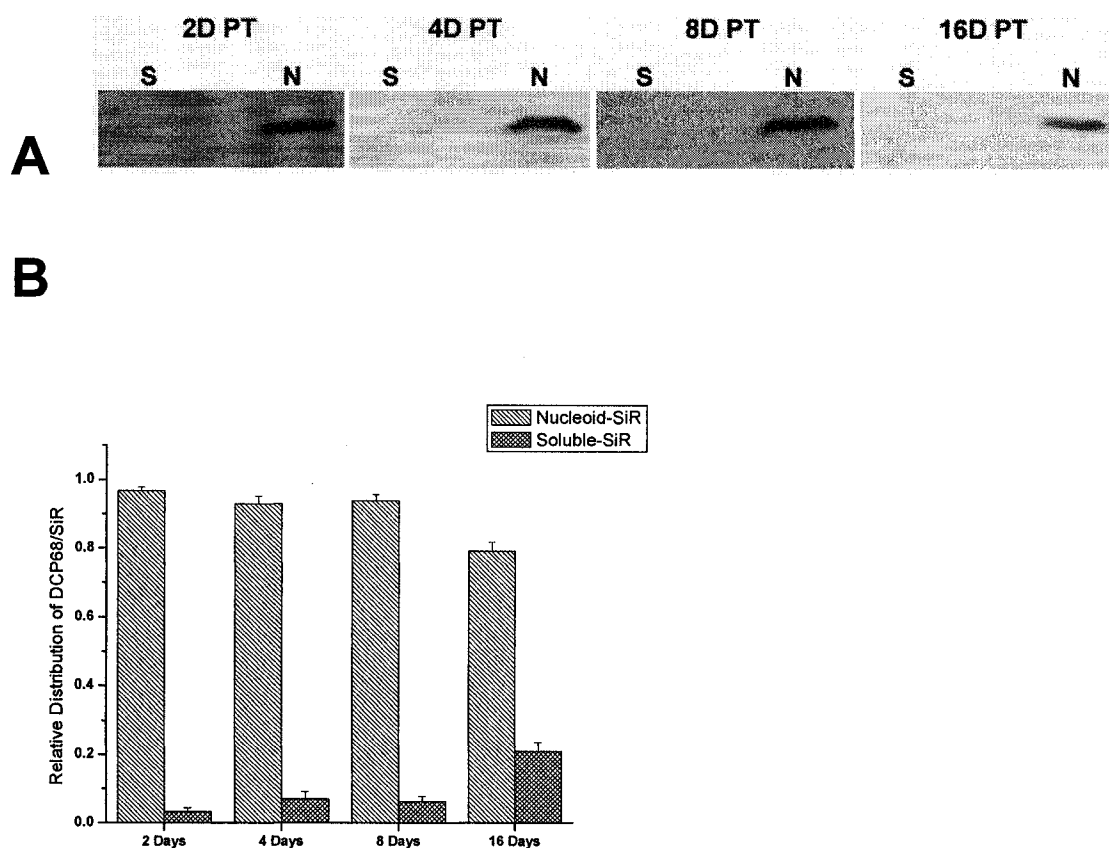 2D PT 4D PT 8D PT 16D PT
S N S N S N S N
A
B
Nucleoid-SiR
Soluble-SiR
Relative Distribution of DCP68/SiR
1.0
0.8
0.6
0.4
0.2
0.0
2 Days 4 Days 8 Days 16 Days